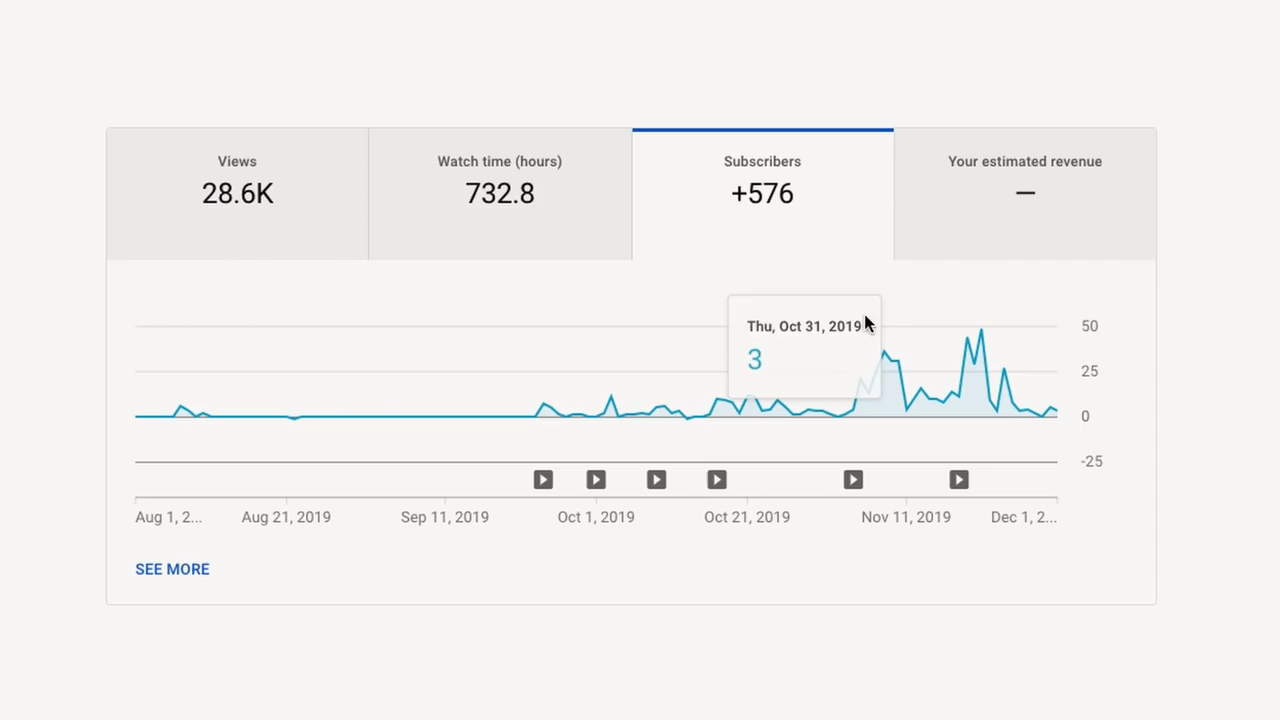 Views
28.6K
Watch time (hours)
732.8
Subscribers
+576
Your estimated revenue
—
Thu, Oct 31, 2019
3
50
25
0
-25
Aug 1, 2...
Aug 21, 2019
Sep 11, 2019
Oct 1, 2019
Oct 21, 2019
Nov 11, 2019
Dec 1, 2...
SEE MORE